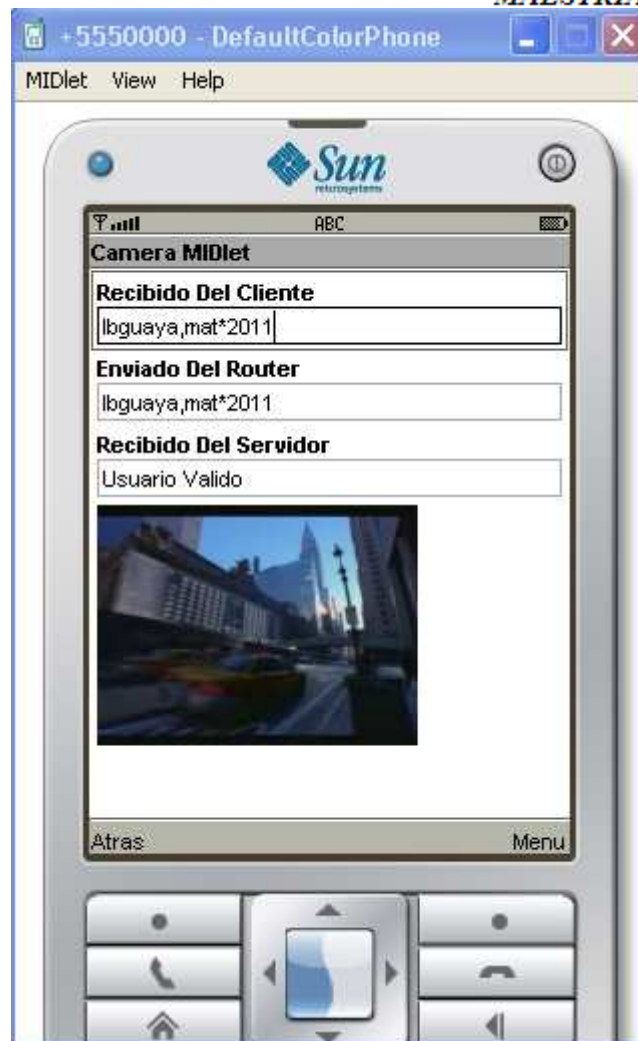 +5550000 - DefaultColorPhone
MIDlet View Help
Sun
microsystems
ABC
Camera MIDlet
Recibido Del Cliente
lbguaya,mat*2011
Enviado Del Router
lbguaya,mat*2011
Recibido Del Servidor
Usuario Valido
Atras Menu